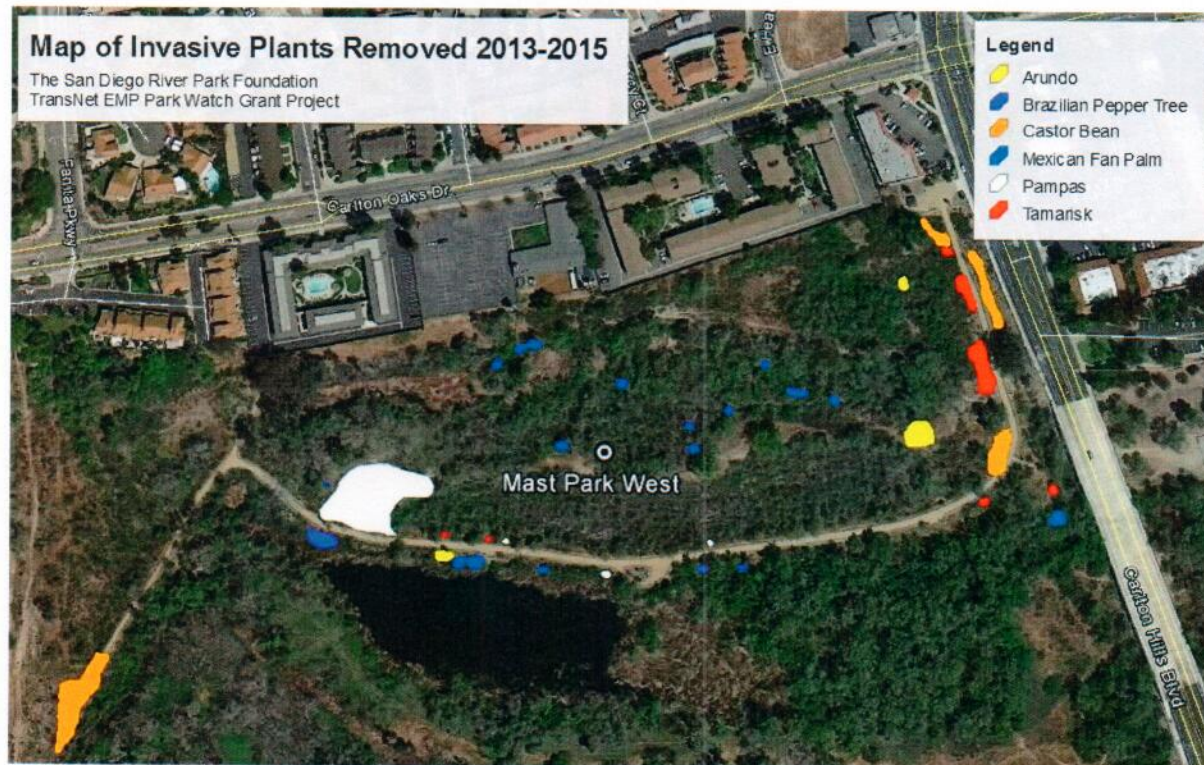 Map of Invasive Plants Removed 2013-2015
The San Diego River Park Foundation
TransNet EMP Park Watch Grant Project
Legend
Arundo
Brazilian Pepper Tree
Castor Bean
Mexican Fan Palm
Pampas
Tamarisk
Carlton Oaks Dr
Mast Park West
Carlton Hills Blvd